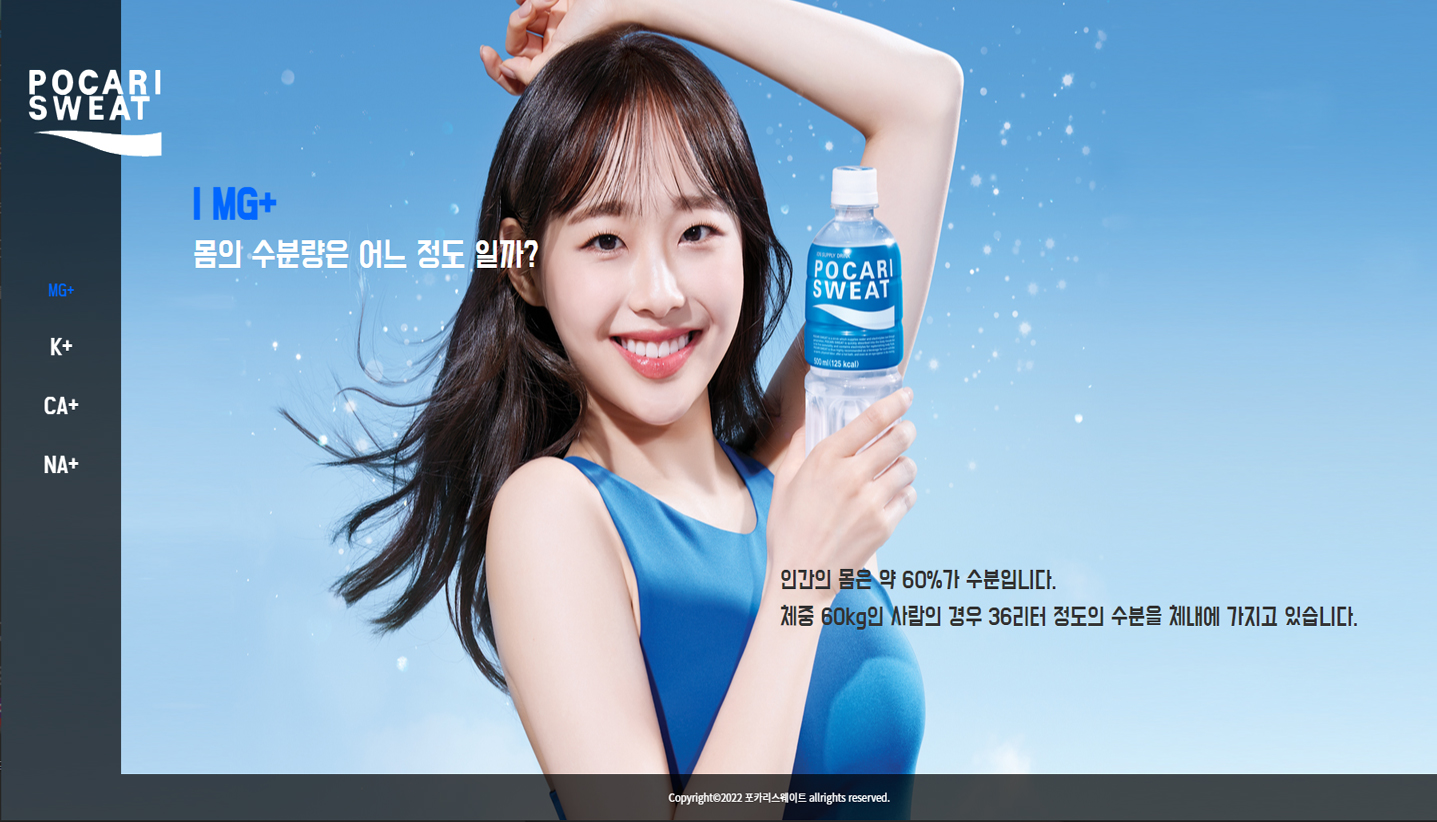 POCARI
SWEAT
I MG+
몸의 수분량은 어느 정도 일까?
MG+
K+
CA+
NA+
POCARI
SWEAT
500 ml(125 kcal)
인간의 몸은 약 60%가 수분입니다.
체중 60kg인 사람의 경우 36리터 정도의 수분을 체내에 가지고 있습니다.
Copyright©2022 포카리스웨이트 allrights reserved.